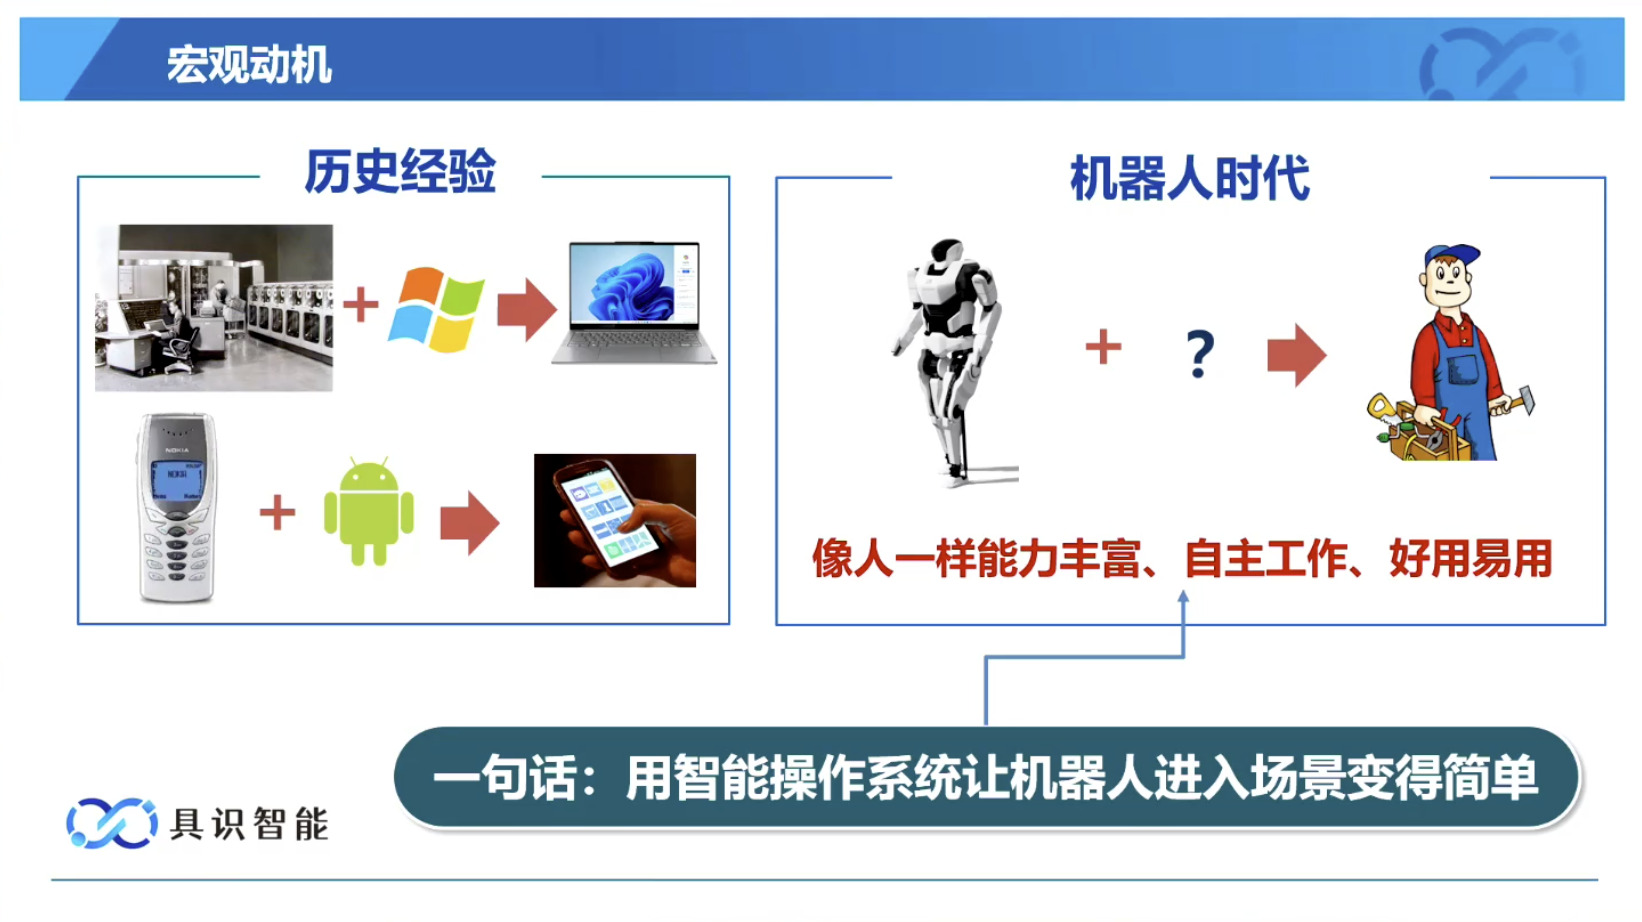 宏观动机
历史经验
机器人时代
NOKIA
?
像人一样能力丰富、自主工作、好用易用
一句话：用智能操作系统让机器人进入场景变得简单
具识智能